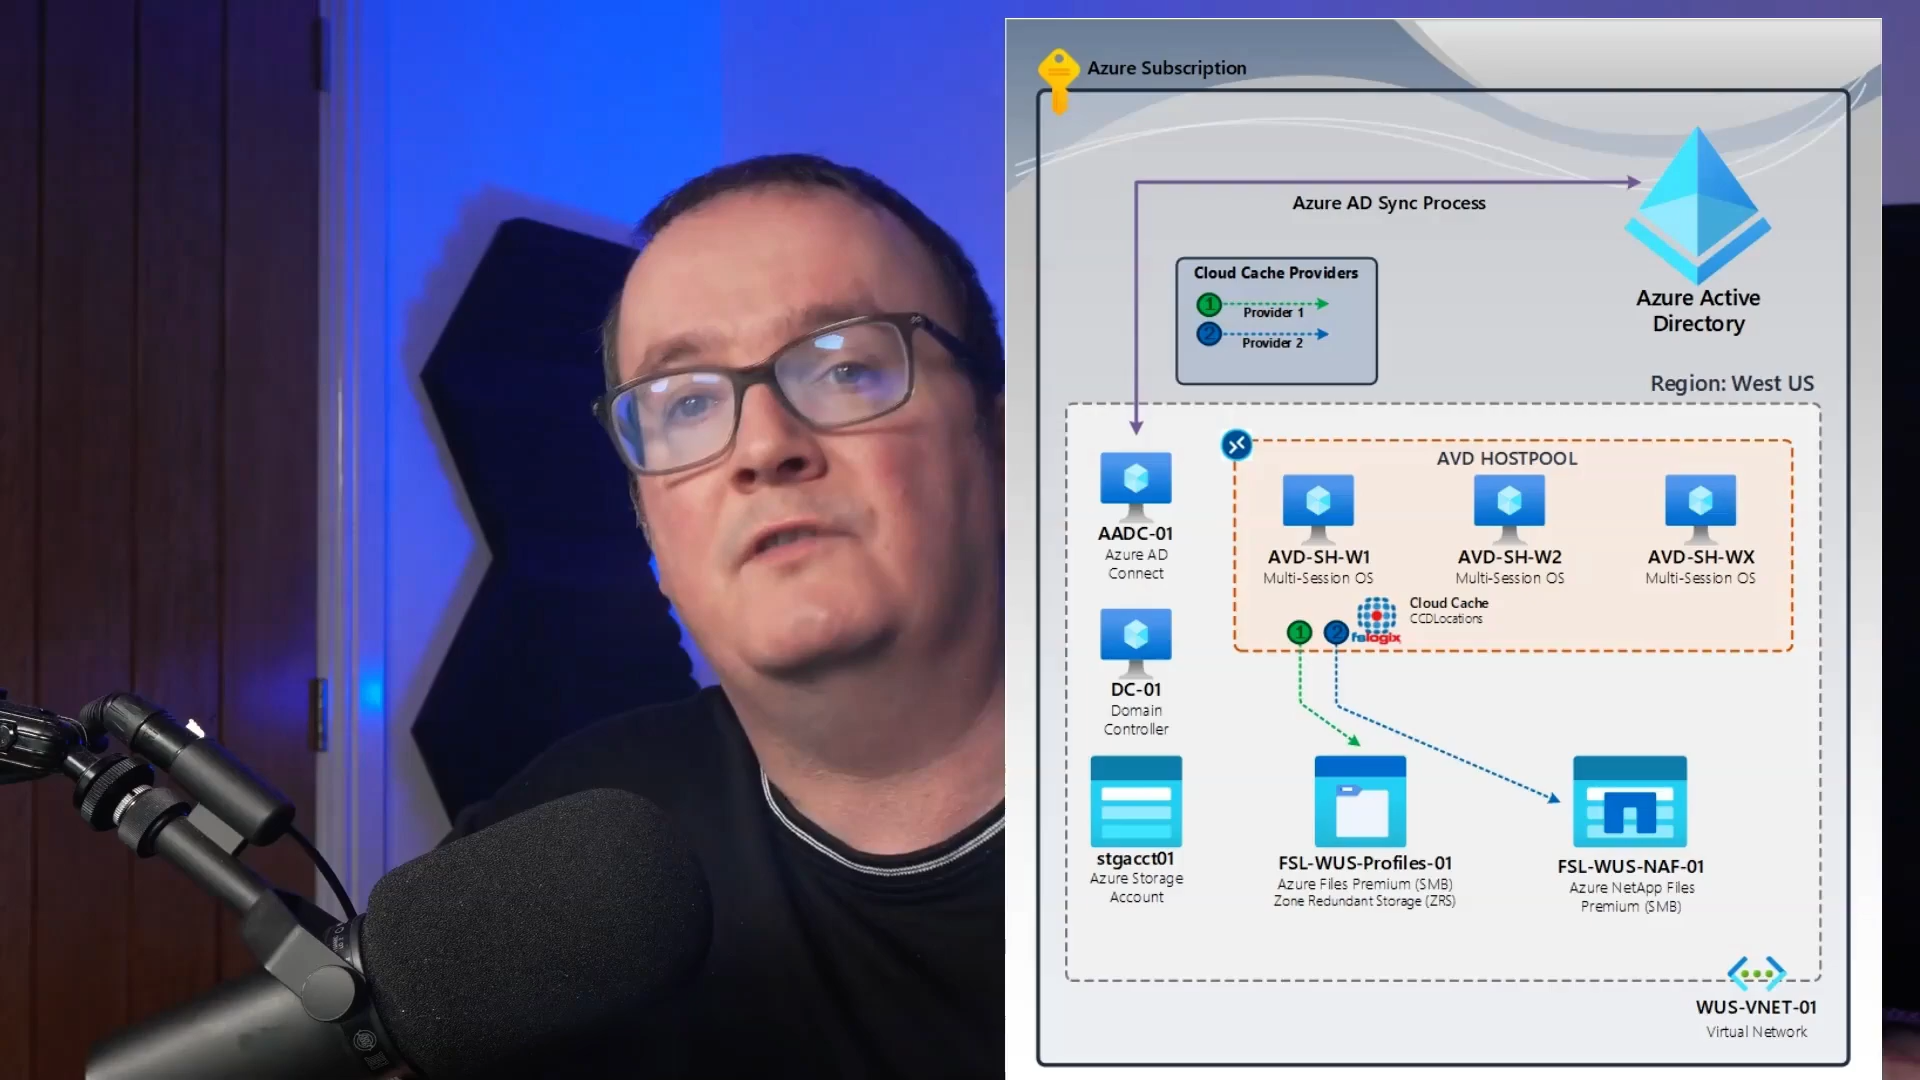 Azure Subscription
Azure AD Sync Process
Cloud Cache Providers
1
Provider 1
2
Provider 2
Azure Active
Directory
Region: West US
AVD HOSTPOOL
AADC-01
Azure AD
Connect
AVD-SH-W1
Multi-Session OS
AVD-SH-W2
Multi-Session OS
AVD-SH-WX
Multi-Session OS
1
2
fslogix
Cloud Cache
CCDLocations
DC-01
Domain
Controller
stgacct01
Azure Storage
Account
FSL-WUS-Profiles-01
Azure Files Premium (SMB)
Zone Redundant Storage (ZRS)
FSL-WUS-NAF-01
Azure NetApp Files
Premium (SMB)
WUS-VNET-01
Virtual Network